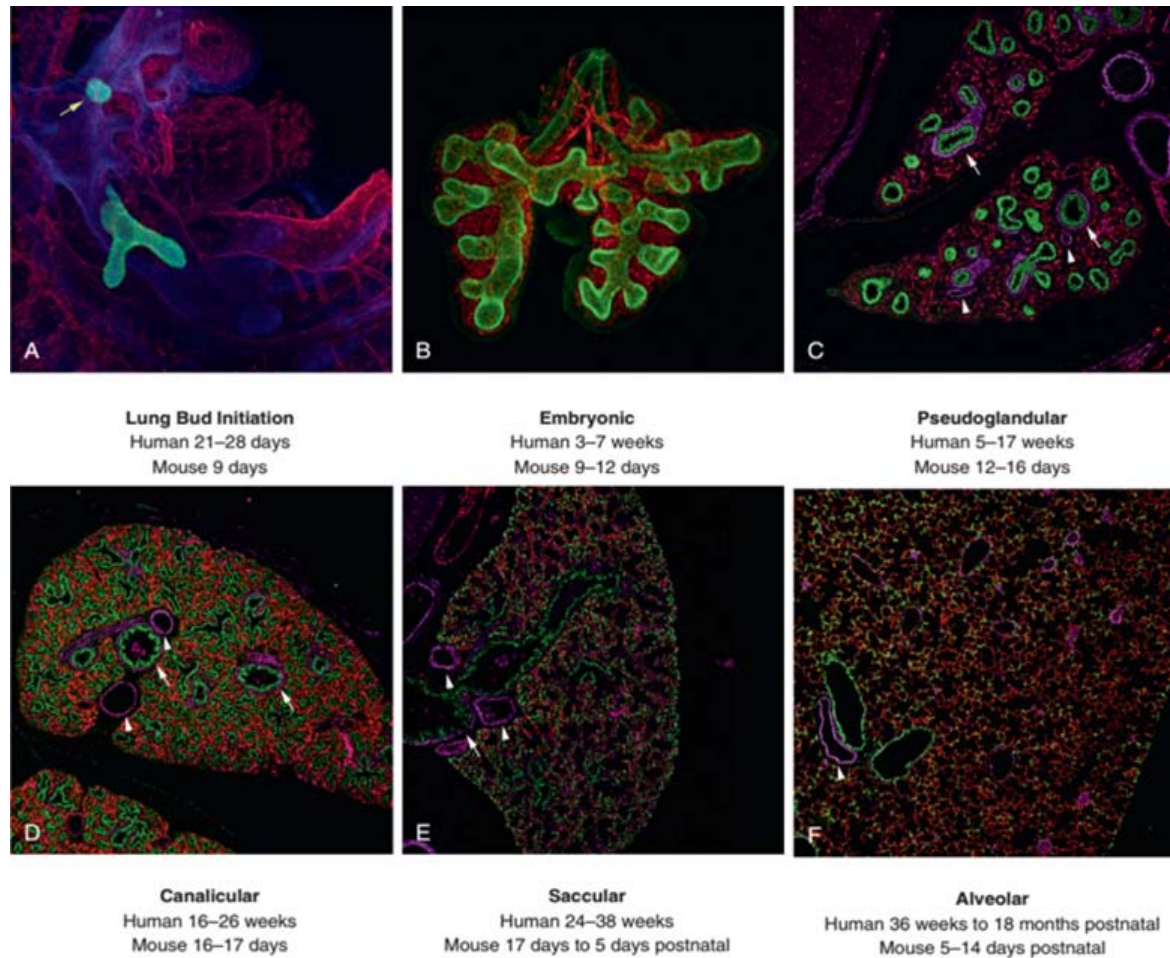 A
B
C
Lung Bud Initiation
Human 21–28 days
Mouse 9 days
Embryonic
Human 3–7 weeks
Mouse 9–12 days
Pseudoglandular
Human 5–17 weeks
Mouse 12–16 days
D
E
F
Canalicular
Human 16–26 weeks
Mouse 16–17 days
Saccular
Human 24–38 weeks
Mouse 17 days to 5 days postnatal
Alveolar
Human 36 weeks to 18 months postnatal
Mouse 5–14 days postnatal